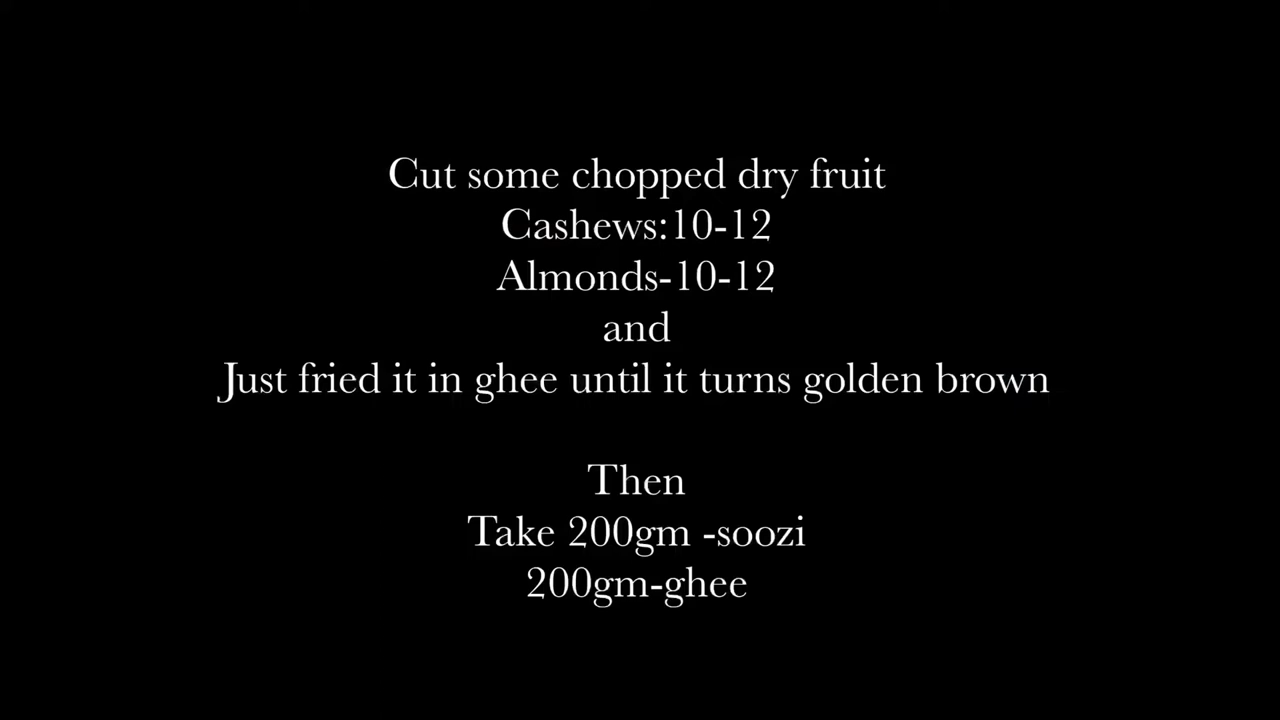 Cut some chopped dry fruit
Cashews:10-12
Almonds-10-12
and
Just fried it in ghee until it turns golden brown
Then
Take 200gm -soozi
200gm-ghee